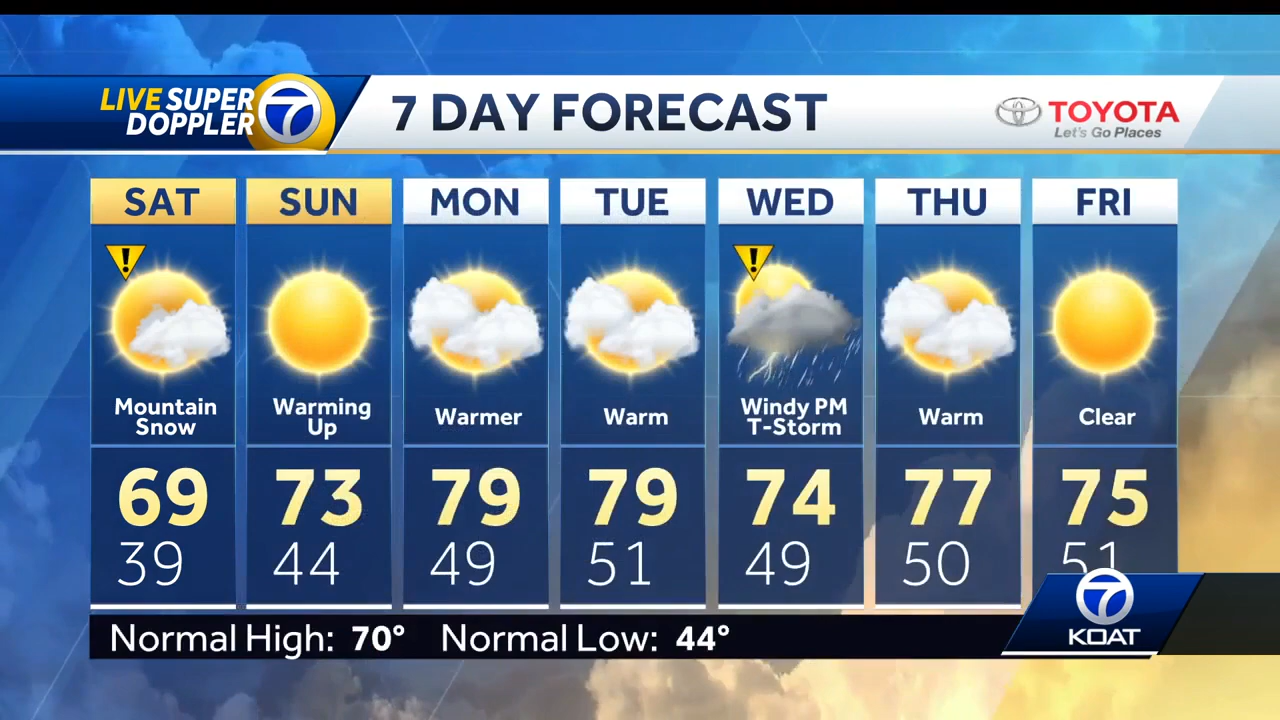 LIVE SUPER
DOPPLER
7
7 DAY FORECAST
TOYOTA
Let's Go Places
SAT SUN MON TUE WED THU FRI
! !
Mountain
Snow
Warming
Up
Warmer
Warm
Windy PM
T-Storm
Warm
Clear
69 73 79 79 74 77 75
39 44 49 51 49 50 51
Normal High: 70° Normal Low: 44°
7
KOAT